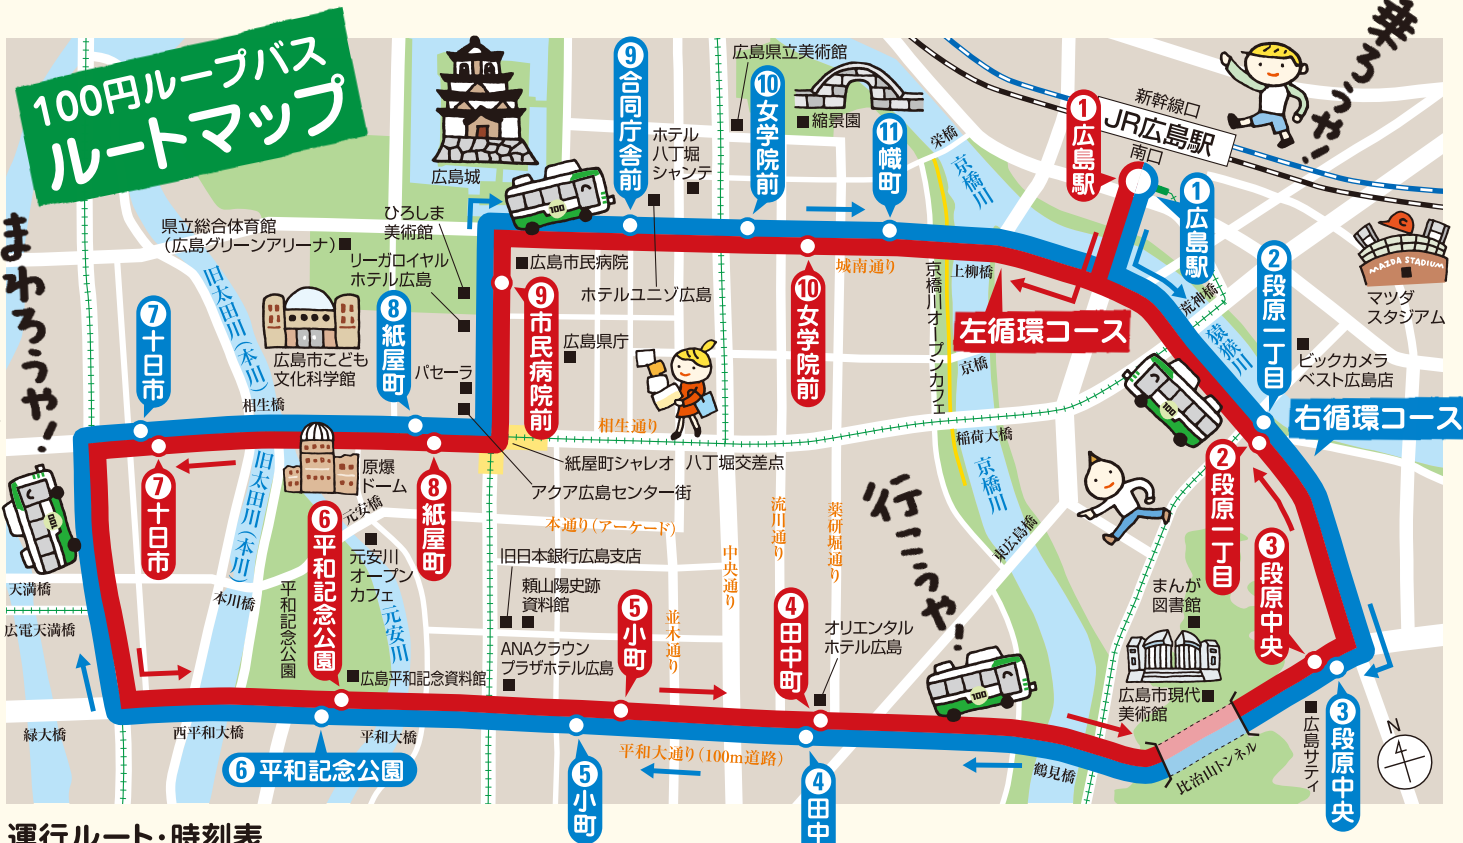 100円ループバス
ルートマップ
乗ろうや!
まわろうや!
行こうや!
新幹線口
JR広島駅
南口
1 広島駅
1 広島駅
2 段原一丁目
2 段原一丁目
3 段原中央
3 段原中央
4 田中町
4 田中
5 小町
5 小町
6 平和記念公園
6 平和記念公園
7 十日市
7 十日市
8 紙屋町
8 紙屋町
9 合同庁舎前
9 市民病院前
10 女学院前
10 女学院前
11 幟町
左循環コース
右循環コース
広島城
県立総合体育館
(広島グリーンアリーナ)
ひろしま
美術館
リーガロイヤル
ホテル広島
広島市こども
文化科学館
パセーラ
広島市民病院
ホテル
八丁堀
シャンテ
ホテルユニゾ広島
広島県庁
広島県立美術館
縮景園
栄橋
京橋川
上柳橋
城南通り
京橋川オープンカフェ
京橋
稲荷大橋
京橋川
東広島橋
荒神橋
猿猴川
MAZDA STADIUM
マツダ
スタジアム
ビックカメラ
ベスト広島店
旧太田川(本川)
相生橋
相生通り
紙屋町シャレオ
八丁堀交差点
アクア広島センター街
原爆
ドーム
元安橋
旧太田川(本川)
元安川
オープン
カフェ
元安川
本川橋
平和記念公園
天満橋
広電天満橋
緑大橋
西平和大橋
平和大橋
広島平和記念資料館
本通り(アーケード)
旧日本銀行広島支店
頼山陽史跡
資料館
ANAクラウン
プラザホテル広島
並木通り
中央通り
流川通り
薬研堀通り
オリエンタル
ホテル広島
平和大通り(100m道路)
鶴見橋
比治山トンネル
まんが
図書館
広島市現代
美術館
広島サティ
N
100
100
100
100
運行ルート・時刻表